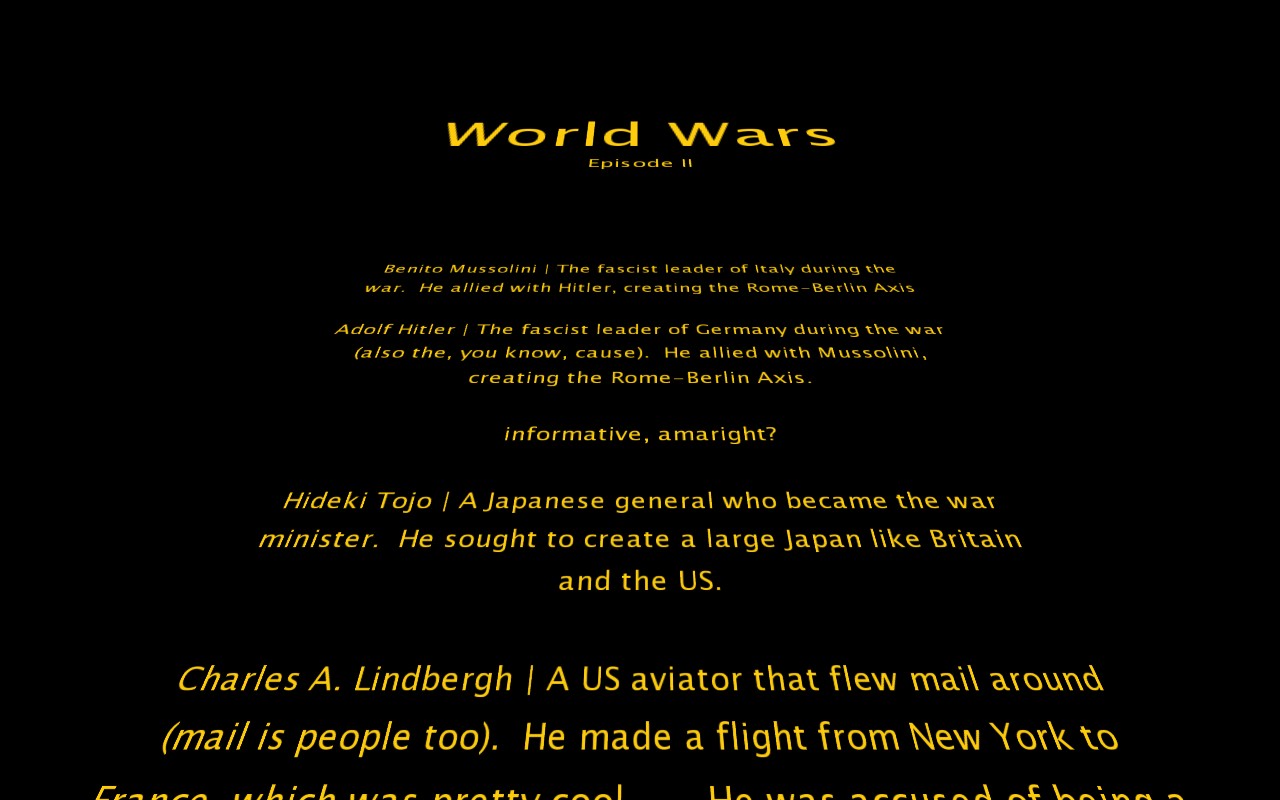 World Wars
Episode II
Benito Mussolini | The fascist leader of Italy during the
war.  He allied with Hitler, creating the Rome-Berlin Axis
Adolf Hitler | The fascist leader of Germany during the war
(also the, you know, cause).  He allied with Mussolini,
creating the Rome-Berlin Axis.
informative, amaright?
Hideki Tojo | A Japanese general who became the war
minister.  He sought to create a large Japan like Britain
and the US.
Charles A. Lindbergh | A US aviator that flew mail around
(mail is people too).  He made a flight from New York to
France, which was pretty cool      He was accused of being a